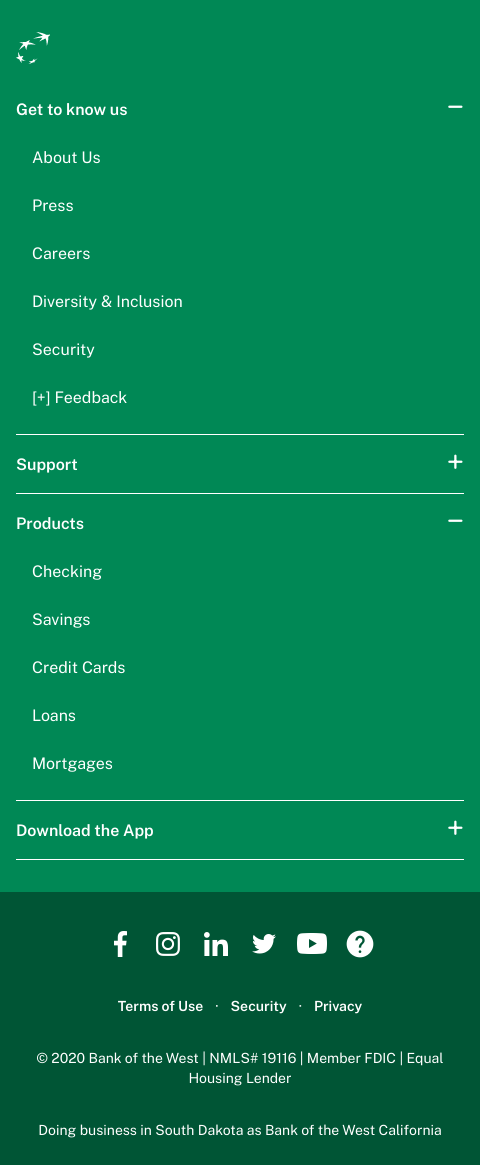 Get to know us
About Us
Press
Careers
Diversity & Inclusion
Security
[+] Feedback
Support
Products
Checking
Savings
Credit Cards
Loans
Mortgages
Download the App
Terms of Use · Security · Privacy
© 2020 Bank of the West | NMLS# 19116 | Member FDIC | Equal
Housing Lender
Doing business in South Dakota as Bank of the West California